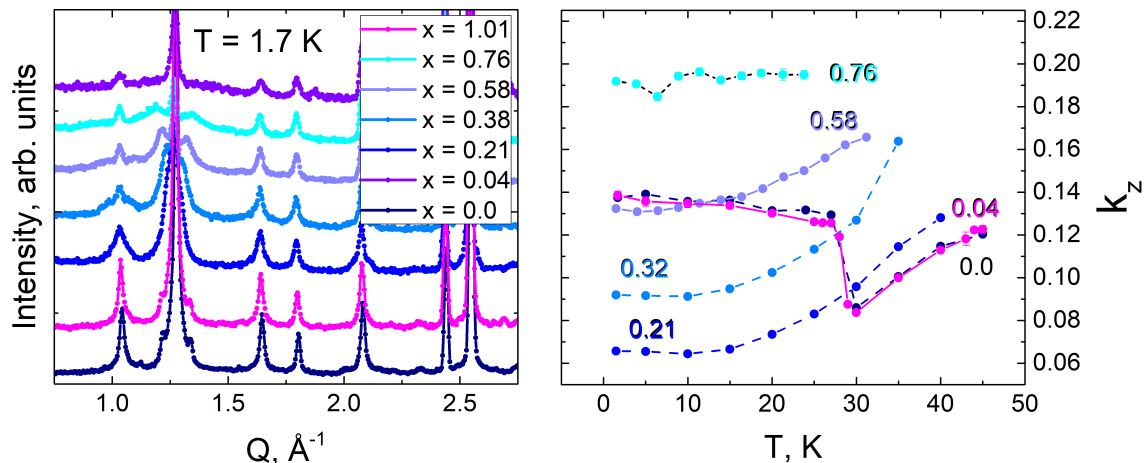 T = 1.7 K
x = 1.01
x = 0.76
x = 0.58
x = 0.38
x = 0.21
x = 0.04
x = 0.0
Intensity, arb. units
1.0 1.5 2.0 2.5
Q, Å-1
0.76
0.58
0.32
0.21
0.04
0.0
0.22
0.20
0.18
0.16
0.14
0.12
0.10
0.08
0.06
kz
0 10 20 30 40 50
T, K